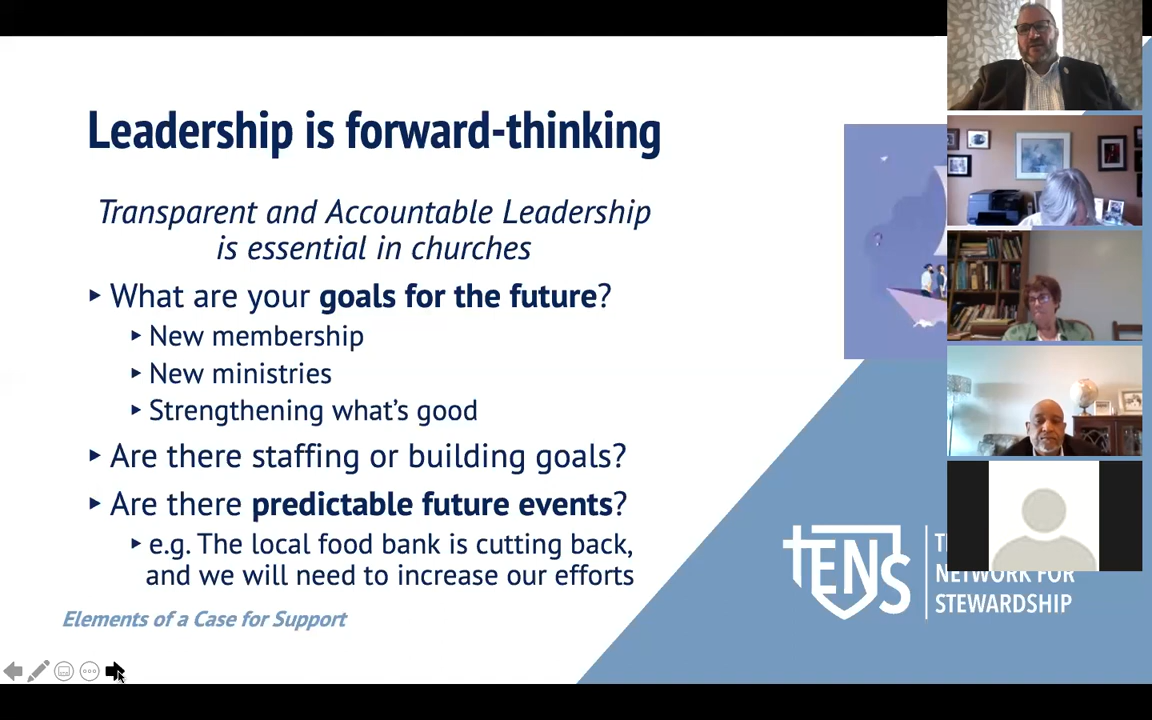 Leadership is forward-thinking
Transparent and Accountable Leadership
is essential in churches
▸ What are your goals for the future?
▸ New membership
▸ New ministries
▸ Strengthening what's good
▸ Are there staffing or building goals?
▸ Are there predictable future events?
▸ e.g. The local food bank is cutting back,
and we will need to increase our efforts
Elements of a Case for Support
TENS
NETWORK FOR
STEWARDSHIP